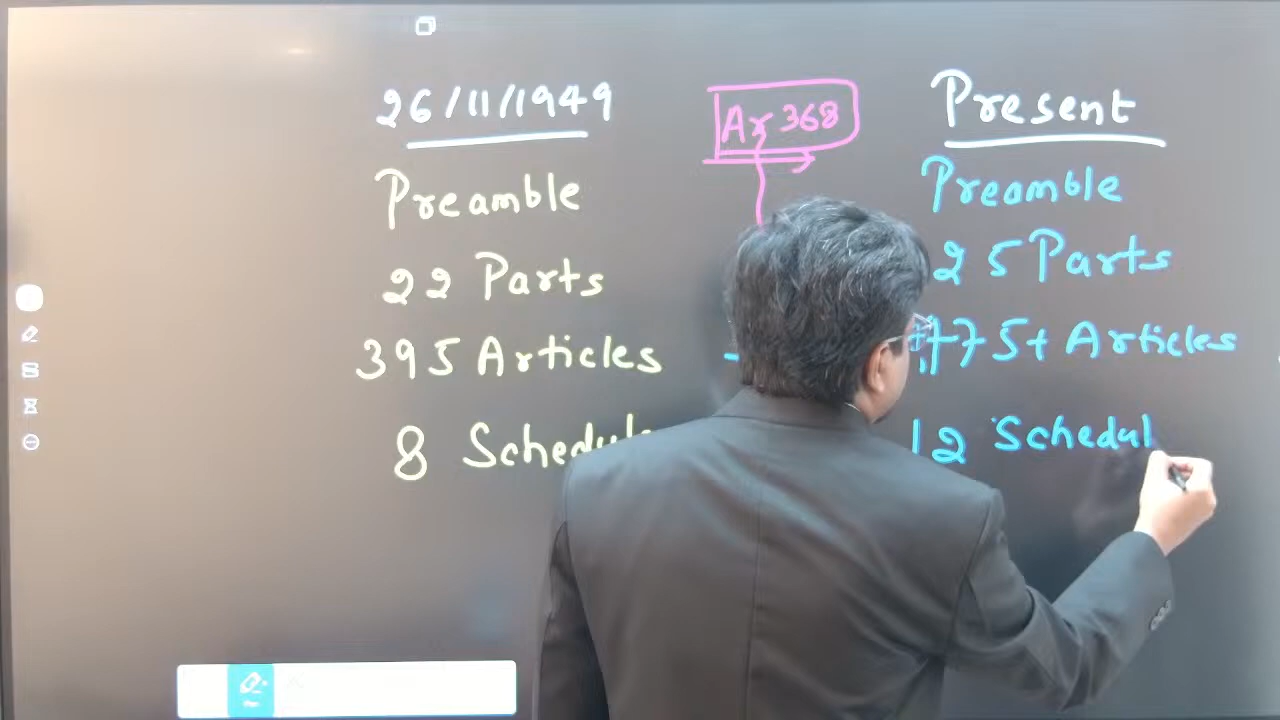 26/11/1949
Ar 368
Present
Preamble
Preamble
22 Parts
25 Parts
395 Articles
475+ Articles
8 Schedul
12 Schedul